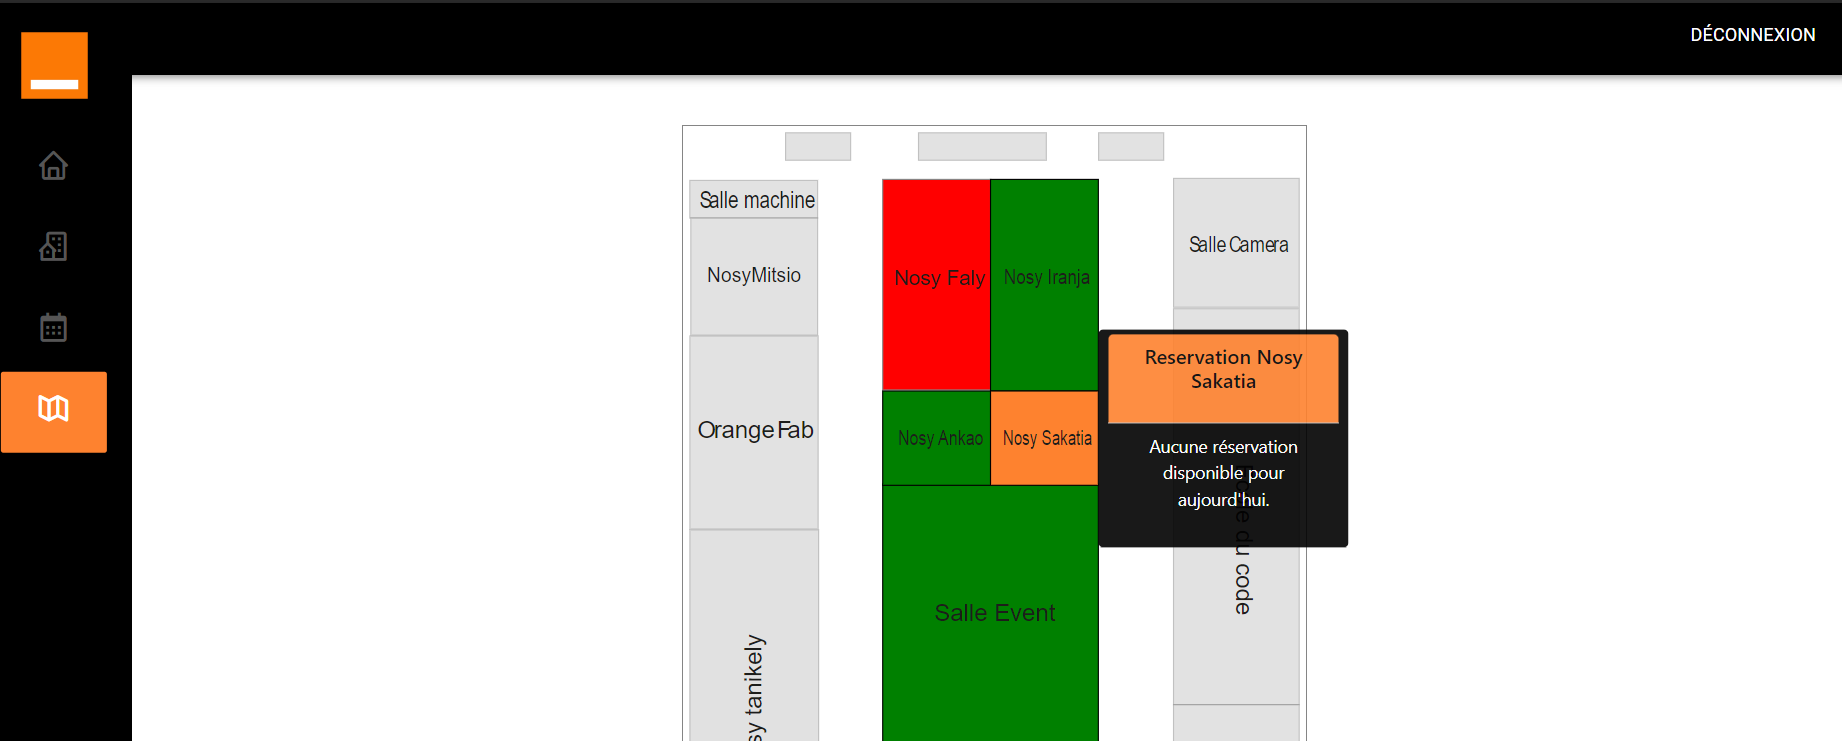 DÉCONNEXION
Salle machine
NosyMitsio
Nosy Faly
Nosy Iranja
Salle Camera
Reservation Nosy
Sakatia
Orange Fab
Nosy Ankao
Nosy Sakatia
Aucune réservation
disponible pour
aujourd'hui.
du code
Salle Event
tanikely